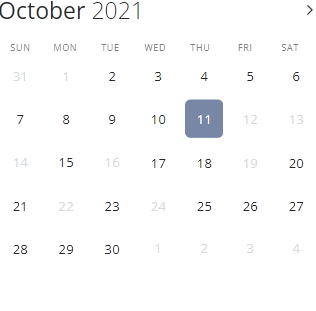 October 2021
SUN MON TUE WED THU FRI SAT
31 1 2 3 4 5 6
7 8 9 10 11 12 13
14 15 16 17 18 19 20
21 22 23 24 25 26 27
28 29 30 1 2 3 4